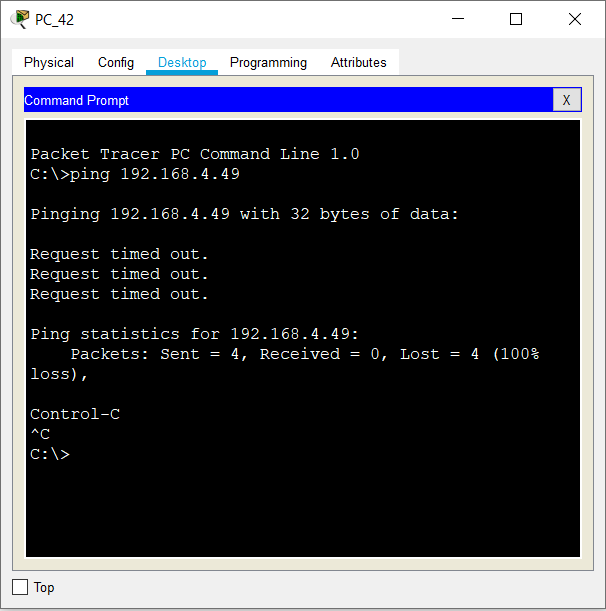 PC_42
Physical Config Desktop Programming Attributes
Command Prompt X
Packet Tracer PC Command Line 1.0
C:\>ping 192.168.4.49
Pinging 192.168.4.49 with 32 bytes of data:
Request timed out.
Request timed out.
Request timed out.
Ping statistics for 192.168.4.49:
    Packets: Sent = 4, Received = 0, Lost = 4 (100%
loss),
Control-C
^C
C:\>
Top